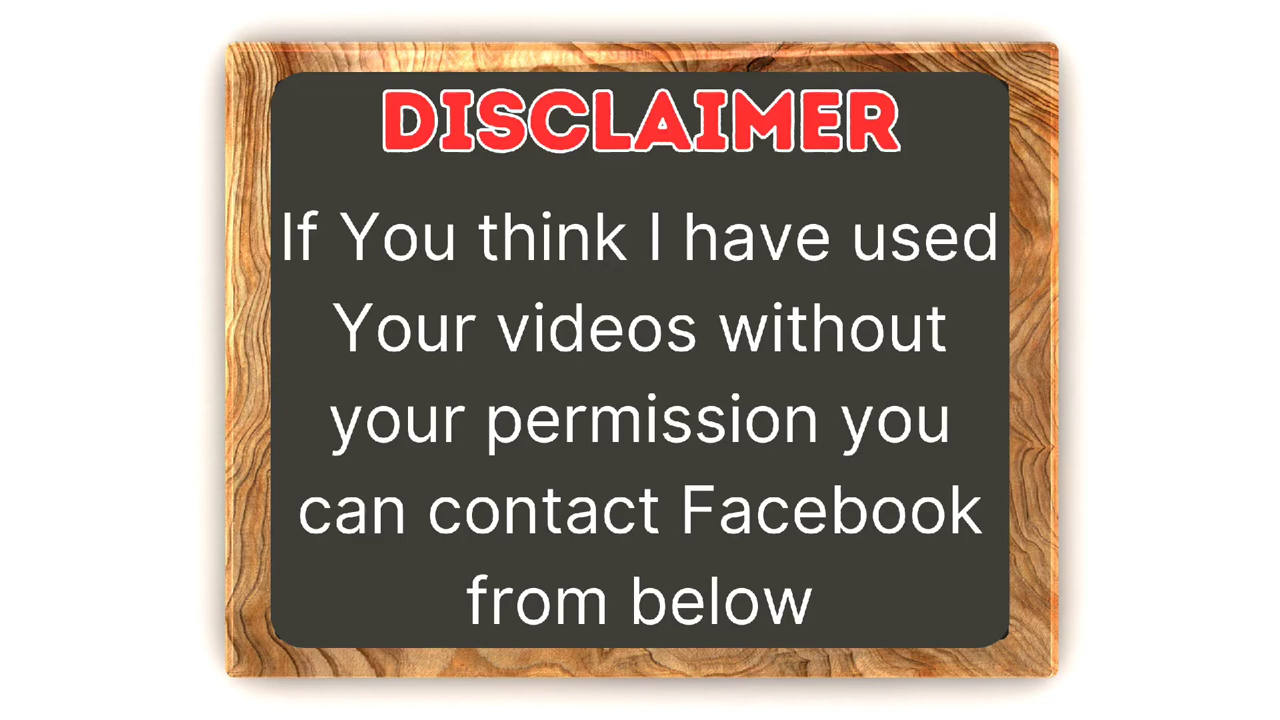 DISCLAIMER
If You think I have used
Your videos without
your permission you
can contact Facebook
from below